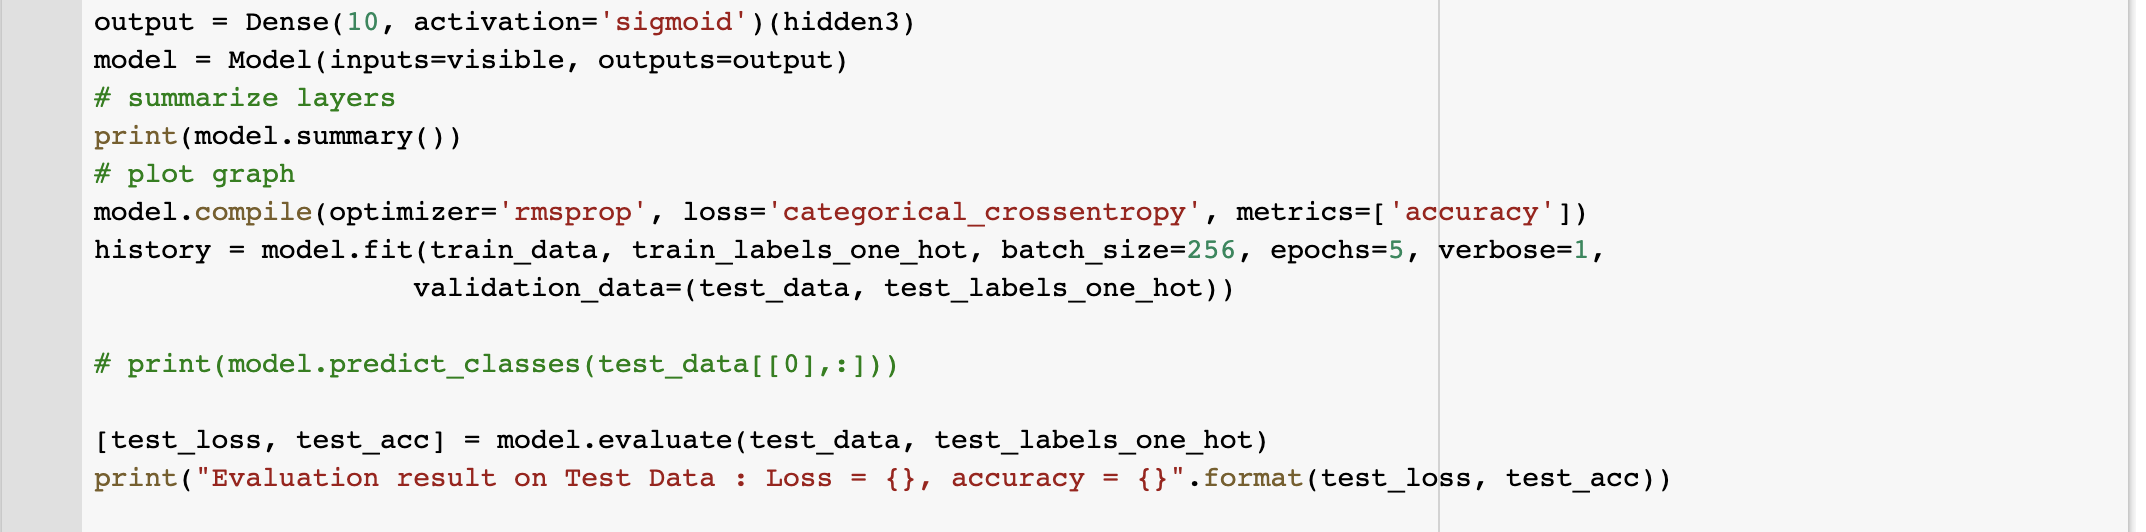 output = Dense(10, activation='sigmoid')(hidden3)
model = Model(inputs=visible, outputs=output)
# summarize layers
print(model.summary())
# plot graph
model.compile(optimizer='rmsprop', loss='categorical_crossentropy', metrics=['accuracy'])
history = model.fit(train_data, train_labels_one_hot, batch_size=256, epochs=5, verbose=1,
                   validation_data=(test_data, test_labels_one_hot))

# print(model.predict_classes(test_data[[0],:]))

[test_loss, test_acc] = model.evaluate(test_data, test_labels_one_hot)
print("Evaluation result on Test Data : Loss = {}, accuracy = {}".format(test_loss, test_acc))